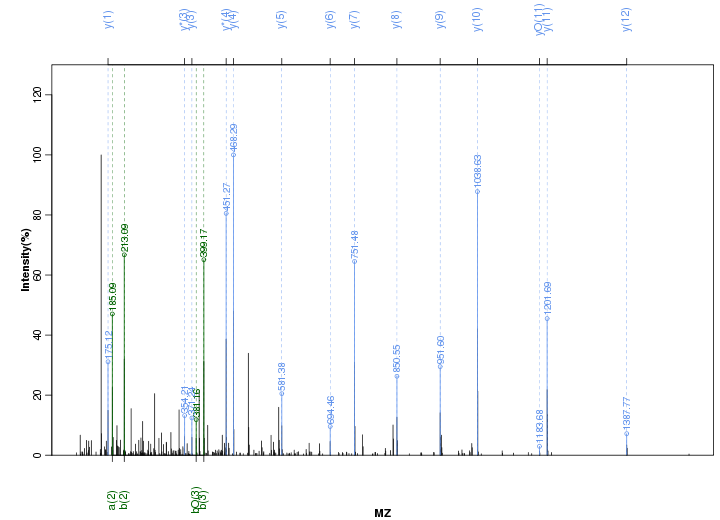 y(1)
y*(3)
y(3)
y*(4)
y(4)
y(5)
y(6)
y(7)
y(8)
y(9)
y(10)
yO(11)
y(11)
y(12)
120
100
80
60
40
20
0
Intensity(%)
175.12
185.09
213.09
354.21
381.16
399.17
451.27
468.29
581.38
694.46
751.48
850.55
951.60
1038.63
1183.68
1201.69
1387.77
a(2)
b(2)
bO(3)
b(3)
MZ